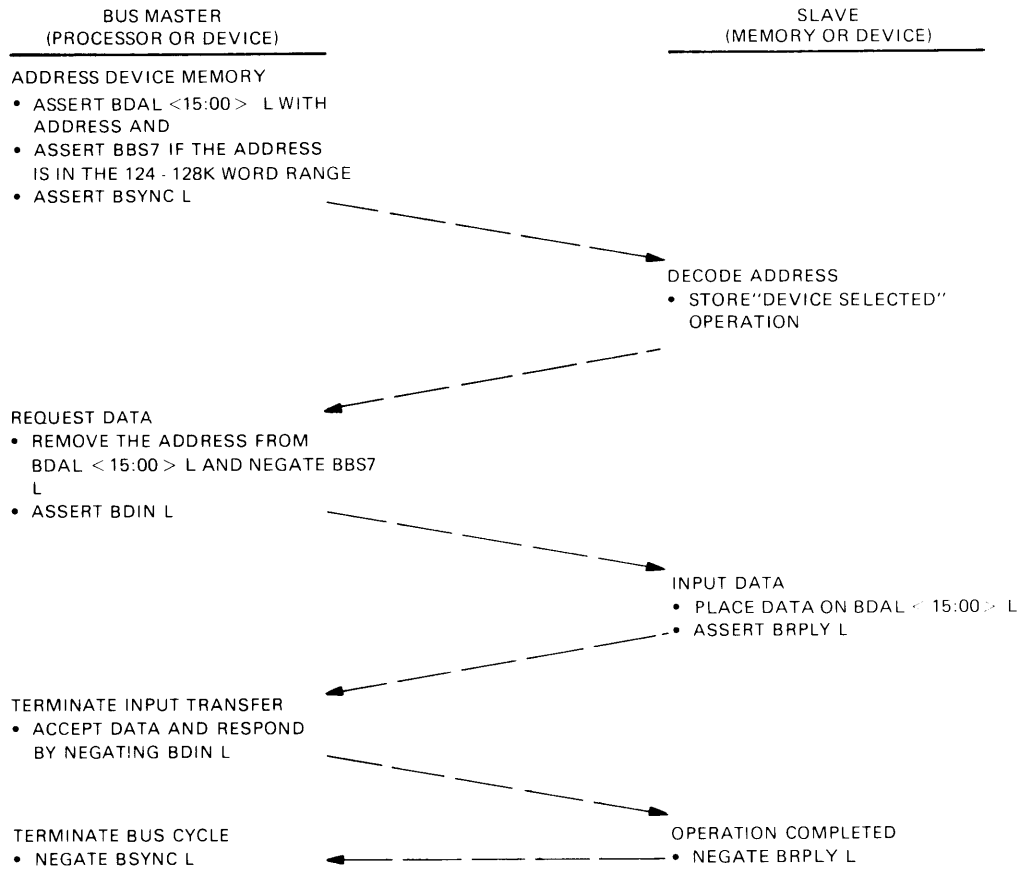 BUS MASTER
(PROCESSOR OR DEVICE)
SLAVE
(MEMORY OR DEVICE)
ADDRESS DEVICE MEMORY
• ASSERT BDAL <15:00> L WITH
ADDRESS AND
• ASSERT BBS7 IF THE ADDRESS
IS IN THE 124 - 128K WORD RANGE
• ASSERT BSYNC L
DECODE ADDRESS
• STORE"DEVICE SELECTED"
OPERATION
REQUEST DATA
• REMOVE THE ADDRESS FROM
BDAL <15:00> L AND NEGATE BBS7
L
• ASSERT BDIN L
INPUT DATA
• PLACE DATA ON BDAL < 15:00> L
• ASSERT BRPLY L
TERMINATE INPUT TRANSFER
• ACCEPT DATA AND RESPOND
BY NEGATING BDIN L
OPERATION COMPLETED
• NEGATE BRPLY L
TERMINATE BUS CYCLE
• NEGATE BSYNC L